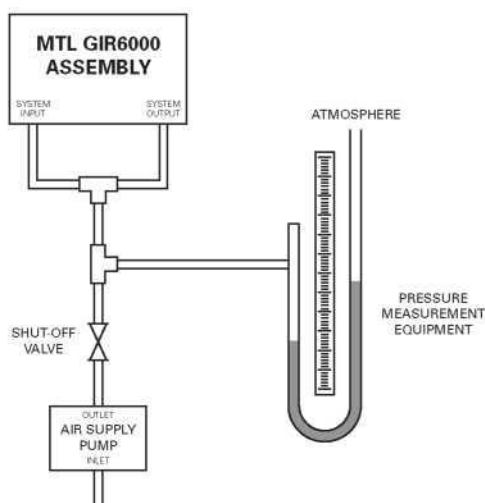 MTL GIR6000
ASSEMBLY
SYSTEM
INPUT
SYSTEM
OUTPUT
ATMOSPHERE
PRESSURE
MEASUREMENT
EQUIPMENT
SHUT-OFF
VALVE
OUTLET
AIR SUPPLY
PUMP
INLET